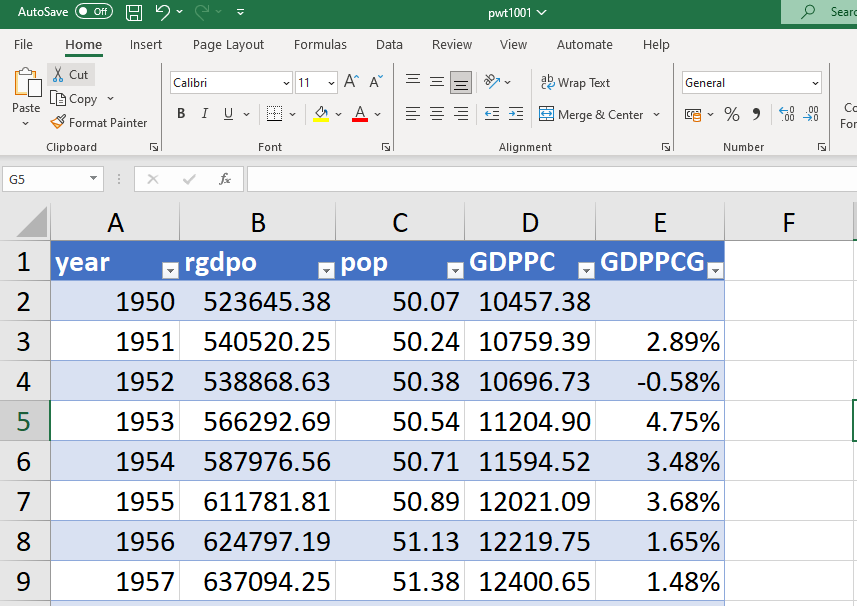 AutoSave Off pwt1001 Searc
File Home Insert Page Layout Formulas Data Review View Automate Help
Cut Calibri 11 A A Wrap Text General
Paste Copy B I U A Merge & Center % 9 .00 .00 Co
Format Painter For
Clipboard Font Alignment Number
G5 fx
A B C D E F
1 year rgdpo pop GDPPC GDPPCG
2 1950 523645.38 50.07 10457.38
3 1951 540520.25 50.24 10759.39 2.89%
4 1952 538868.63 50.38 10696.73 -0.58%
5 1953 566292.69 50.54 11204.90 4.75%
6 1954 587976.56 50.71 11594.52 3.48%
7 1955 611781.81 50.89 12021.09 3.68%
8 1956 624797.19 51.13 12219.75 1.65%
9 1957 637094.25 51.38 12400.65 1.48%